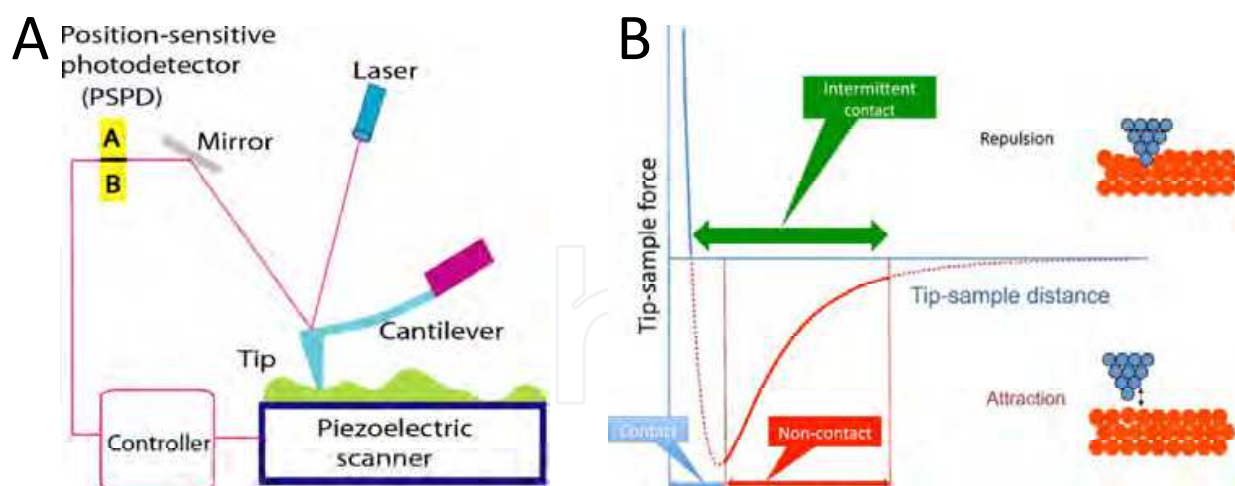 A
Position-sensitive
photodetector
(PSPD)
Laser
Mirror
A
B
Cantilever
Tip
Controller
Piezoelectric
scanner
B
Intermittent
contact
Repulsion
Tip-sample force
Tip-sample distance
Attraction
Contact
Non-contact